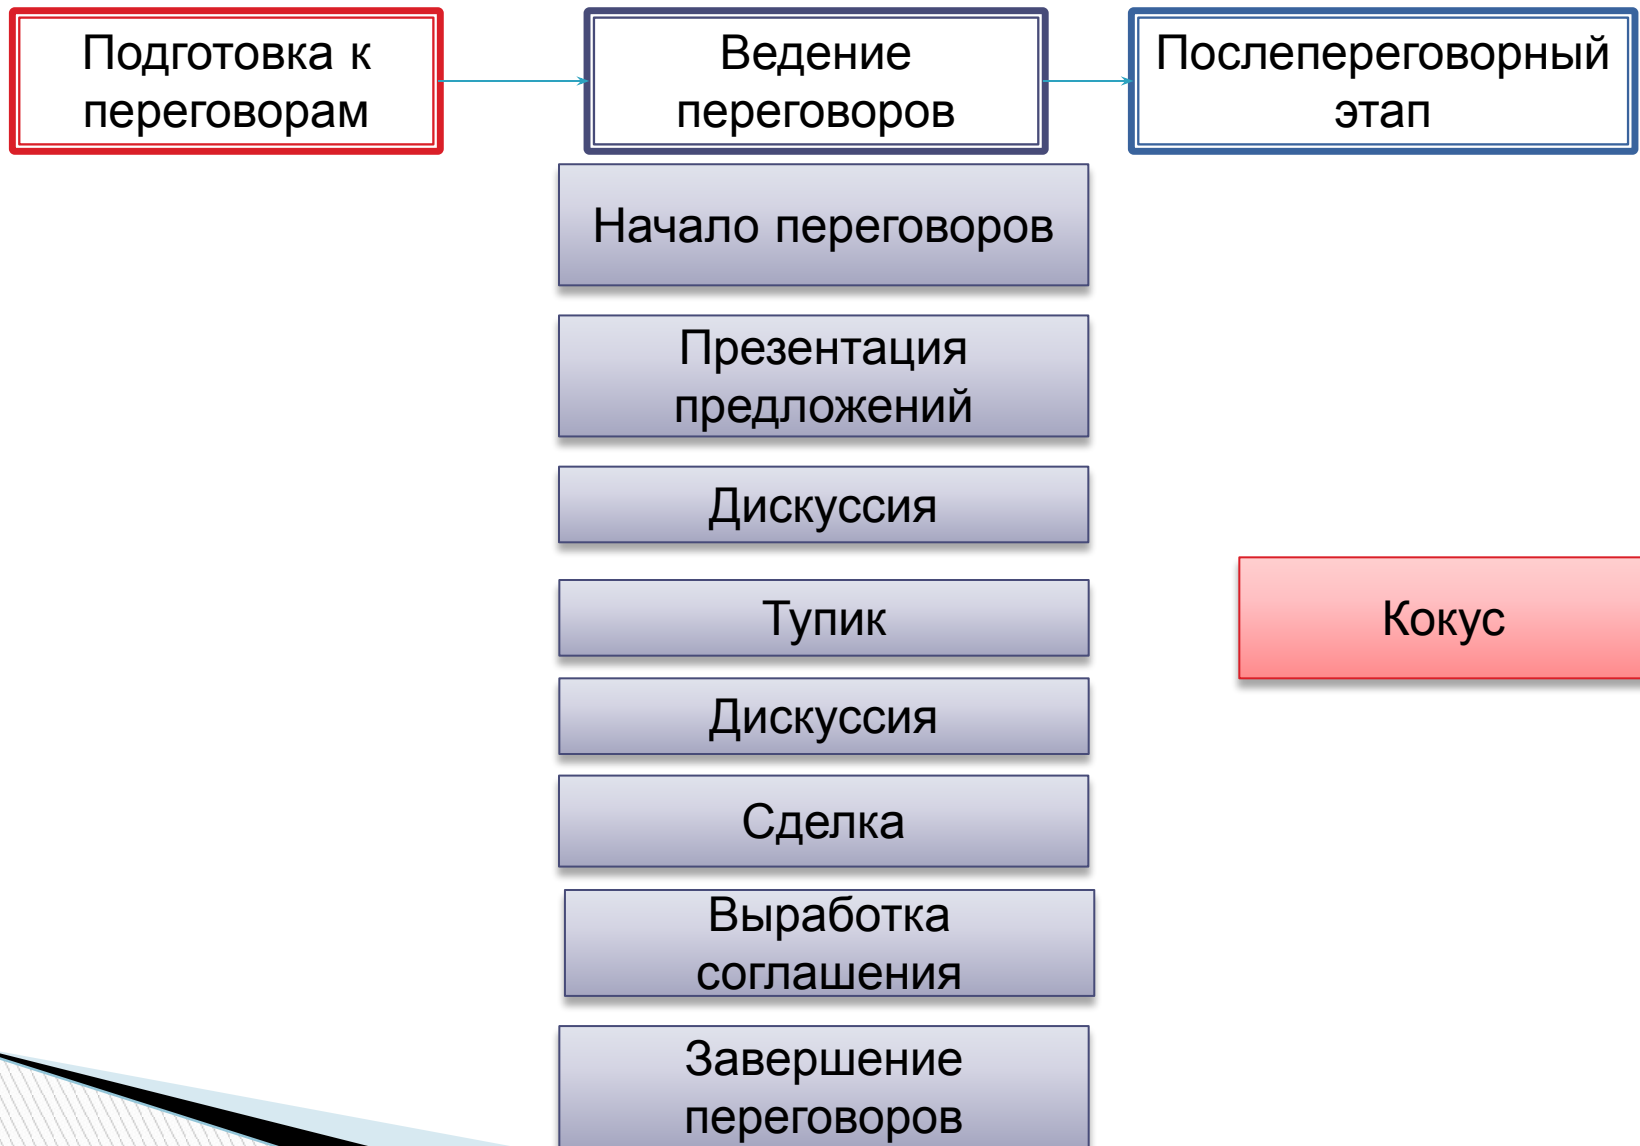 Подготовка к
переговорам
Ведение
переговоров
Послепереговорный
этап
Начало переговоров
Презентация
предложений
Дискуссия
Тупик
Кокус
Дискуссия
Сделка
Выработка
соглашения
Завершение
переговоров